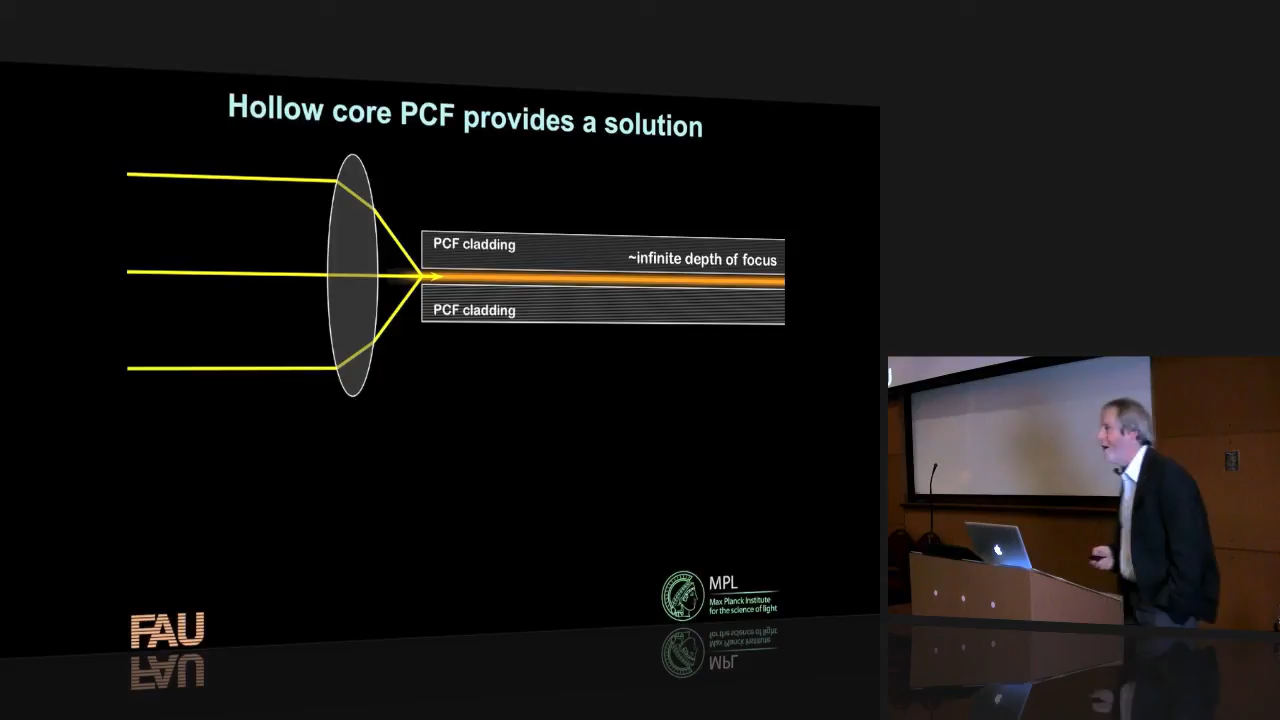 Hollow core PCF provides a solution
PCF cladding
~infinite depth of focus
PCF cladding
FAU
MPL
Max Planck Institute
for the science of light